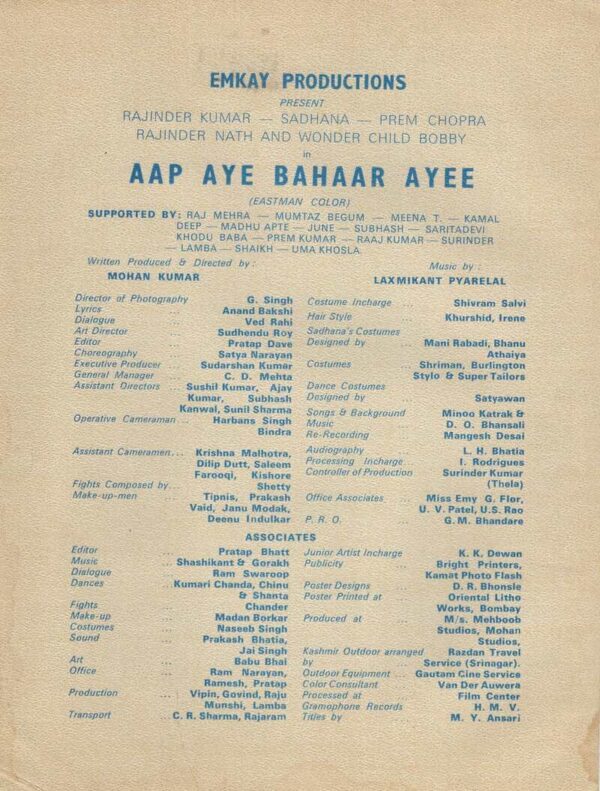 EMKAY PRODUCTIONS
PRESENT
RAJINDER KUMAR — SADHANA — PREM CHOPRA
RAJINDER NATH AND WONDER CHILD BOBBY
in
AAP AYE BAHAAR AYEE
(EASTMAN COLOR)
SUPPORTED BY: RAJ MEHRA — MUMTAZ BEGUM — MEENA T. — KAMAL
DEEP — MADHU APTE — JUNE — SUBHASH — SARITADEVI
KHODU BABA — PREM KUMAR — RAAJ KUMAR — SURINDER
— LAMBA — SHAIKH — UMA KHOSLA.
Written Produced & Directed by :
MOHAN KUMAR
Music by :
LAXMIKANT PYARELAL
Director of Photography G. Singh
Lyrics ... Anand Bakshi
Dialogue ... Ved Rahi
Art Director ... Sudhendu Roy
Editor ... Pratap Dave
Choreography ... Satya Narayan
Executive Producer ... Sudarshan Kumar
General Manager ... C. D. Mehta
Assistant Directors ... Sushil Kumar, Ajay
Kumar, Subhash
Kanwal, Sunil Sharma
Operative Cameraman... Harbans Singh
Bindra
Assistant Cameramen... Krishna Malhotra,
Dilip Dutt, Saleem
Farooqi, Kishore
Fights Composed by... Shetty
Make-up-men ... Tipnis, Prakash
Vaid, Janu Modak,
Deenu Indulkar
Costume Incharge ... Shivram Salvi
Hair Style ... Khurshid, Irene
Sadhana's Costumes
Designed by ... Mani Rabadi, Bhanu
Athaiya
Costumes ... Shriman, Burlington
Stylo & Super Tailors
Dance Costumes
Designed by ... Satyawan
Songs & Background Minoo Katrak &
Music ... D. O. Bhansali
Re-Recording ... Mangesh Desai
Audiography ... L. H. Bhatia
Processing Incharge ... I. Rodrigues
Controller of Production Surinder Kumar
(Thela)
Office Associates ... Miss Emy G. Flor,
U. V. Patel, U.S. Rao
P. R. O. ... G.M. Bhandare
ASSOCIATES
Editor ... Pratap Bhatt
Music ... Shashikant & Gorakh
Dialogue ... Ram Swaroop
Dances ... Kumari Chanda, Chinu
& Shanta
Fights ... Chander
Make-up ... Madan Borkar
Costumes ... Naseeb Singh
Sound ... Prakash Bhatia,
Jai Singh
Art ... Babu Bhai
Office ... Ram Narayan,
Ramesh, Pratap
Production ... Vipin, Govind, Raju
Munshi, Lamba
Transport ... C. R. Sharma, Rajaram
Junior Artist Incharge K. K. Dewan
Publicity ... Bright Printers,
Kamat Photo Flash
Poster Designs ... D. R. Bhonsle
Poster Printed at ... Oriental Litho
Works, Bombay
Produced at ... M/s. Mehboob
Studios, Mohan
Studios,
Kashmir Outdoor arranged Razdan Travel
by ... Service (Srinagar).
Outdoor Equipment ... Gautam Cine Service
Color Consultant ... Van Der Auwera
Processed at ... Film Center
Gramophone Records H. M. V.
Titles by ... M. Y. Ansari